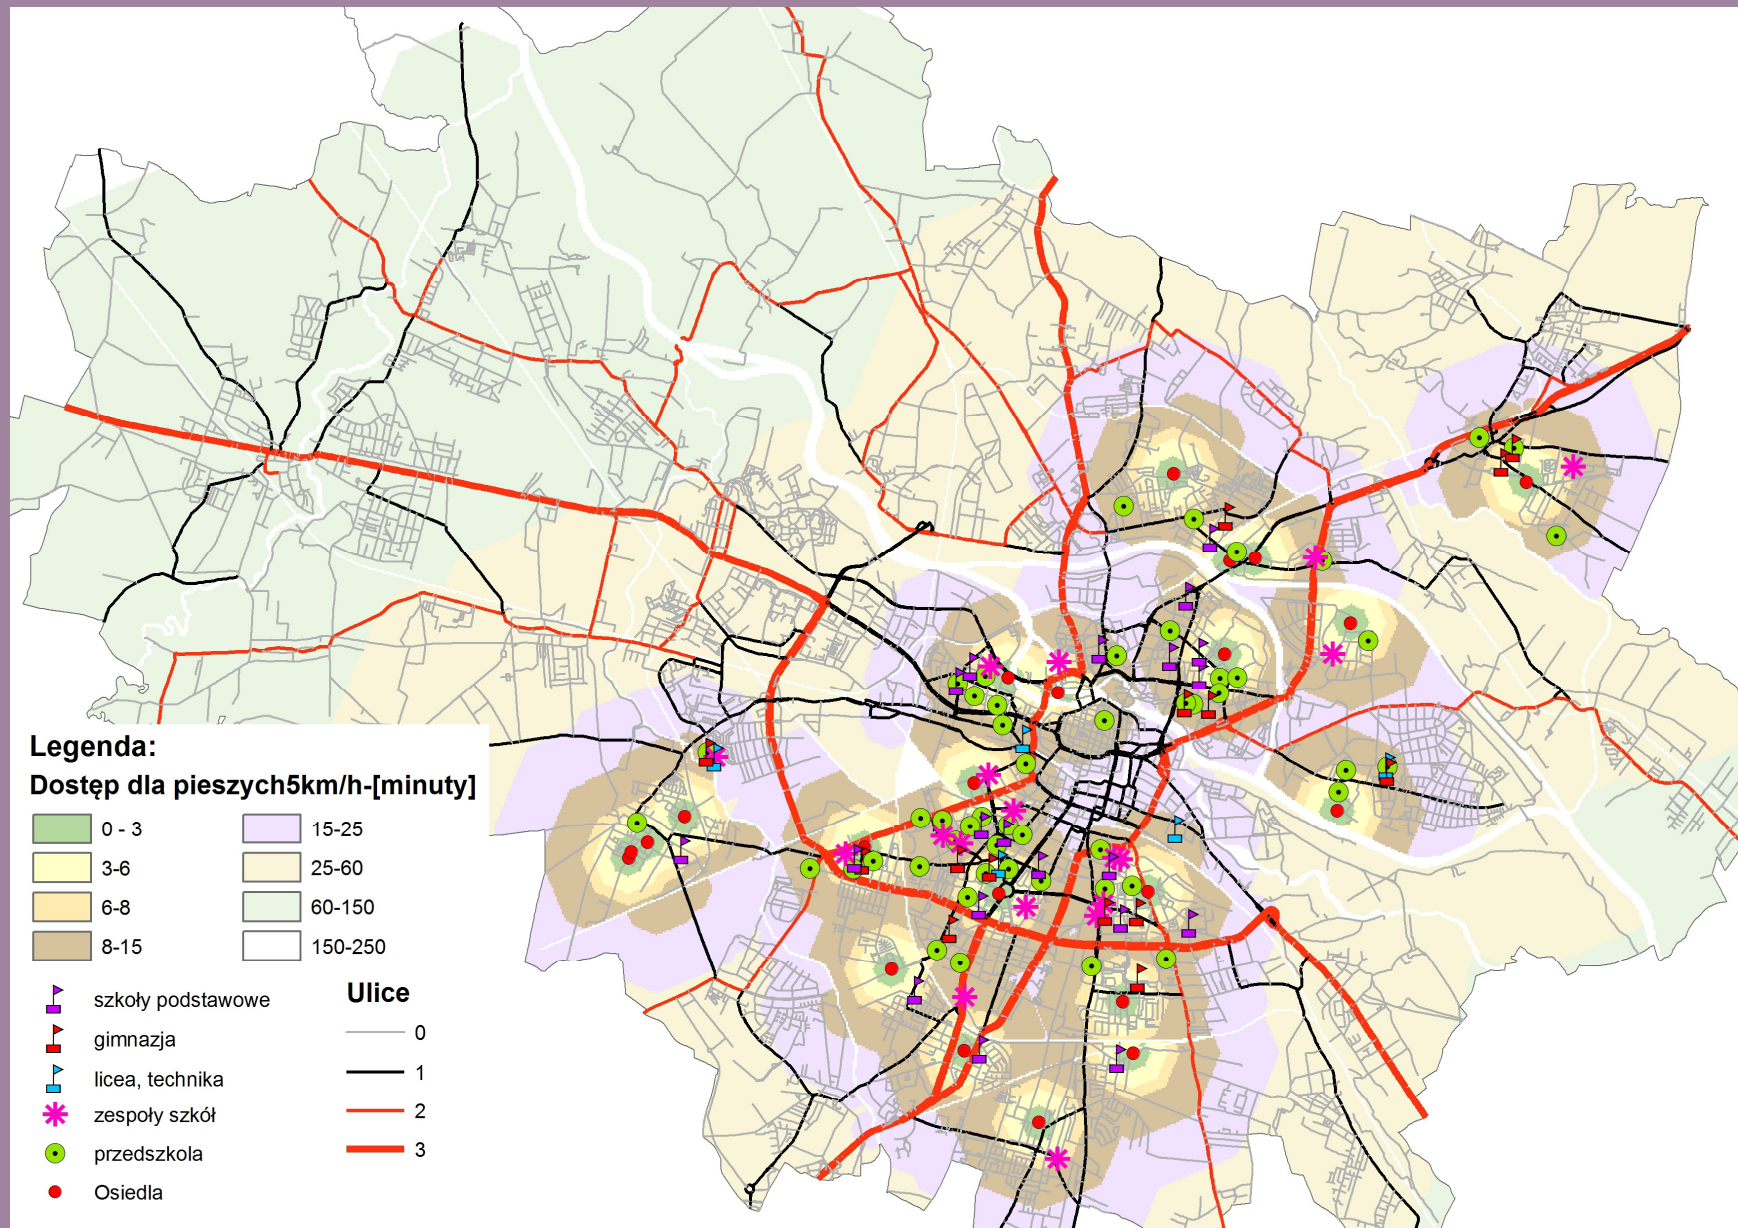 Legenda:
Dostęp dla pieszych5km/h-[minuty]
0 - 3
15-25
3-6
25-60
6-8
60-150
8-15
150-250
szkoły podstawowe
gimnazja
licea, technika
zespoły szkół
przedszkola
Osiedla
Ulice
0
1
2
3